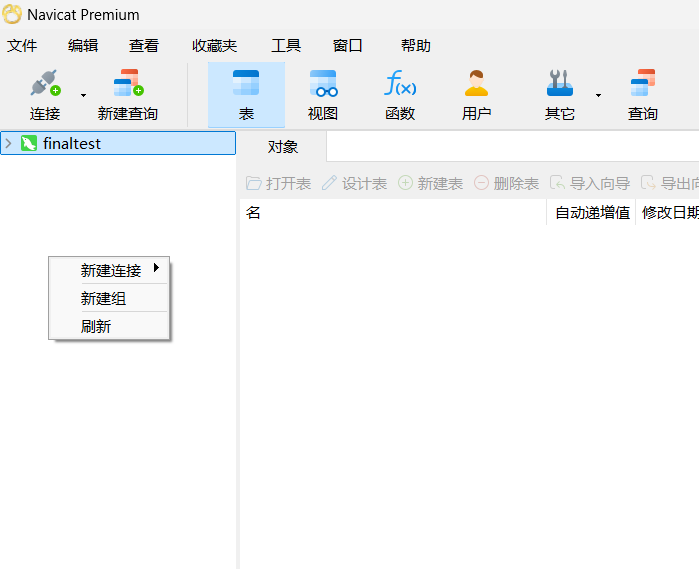 Navicat Premium
文件 编辑 查看 收藏夹 工具 窗口 帮助
连接 新建查询 表 视图 函数 用户 其它 查询
finaltest
对象
打开表 设计表 新建表 删除表 导入向导 导出向
名 自动递增值 修改日期
新建连接
新建组
刷新